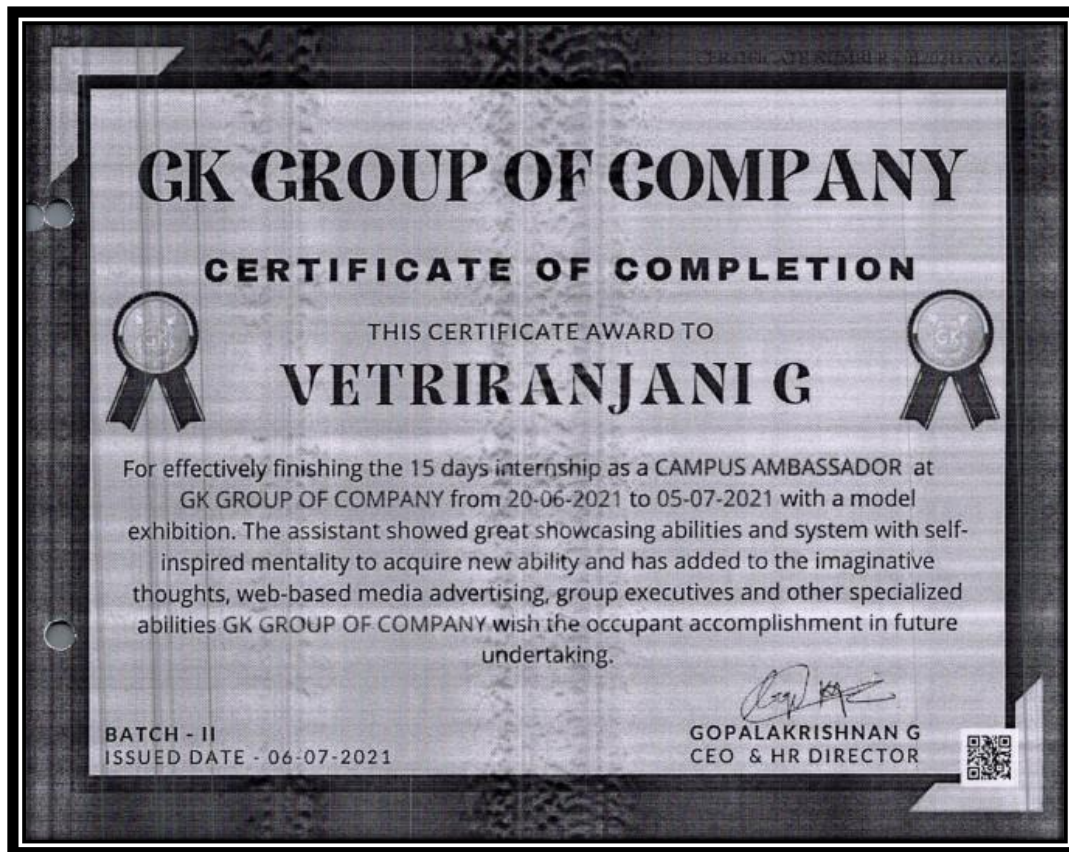 CERTIFICATE NUMBER
GK GROUP OF COMPANY
CERTIFICATE OF COMPLETION
THIS CERTIFICATE AWARD TO
GK
GK
VETRIRANJANI G
For effectively finishing the 15 days internship as a CAMPUS AMBASSADOR at
GK GROUP OF COMPANY from 20-06-2021 to 05-07-2021 with a model
exhibition. The assistant showed great showcasing abilities and system with self-
inspired mentality to acquire new ability and has added to the imaginative
thoughts, web-based media advertising, group executives and other specialized
abilities GK GROUP OF COMPANY wish the occupant accomplishment in future
undertaking.
BATCH - II
ISSUED DATE - 06-07-2021
GOPALAKRISHNAN G
CEO & HR DIRECTOR